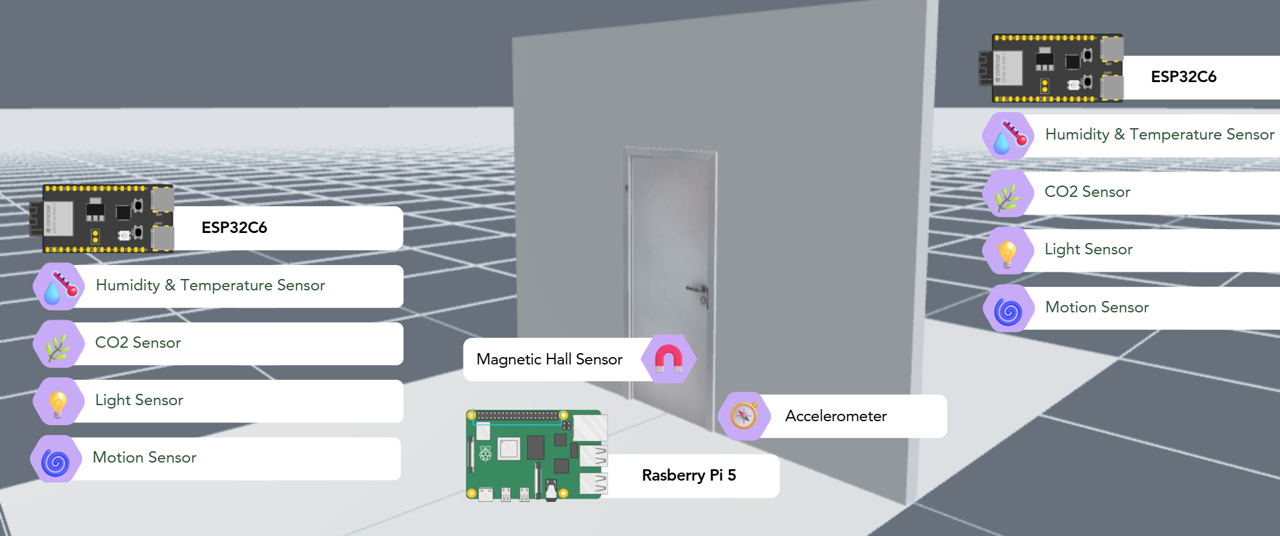 ESP32C6
Humidity & Temperature Sensor
CO2 Sensor
Light Sensor
Motion Sensor
Magnetic Hall Sensor
Accelerometer
Rasberry Pi 5
ESP32C6
Humidity & Temperature Sensor
CO2 Sensor
Light Sensor
Motion Sensor